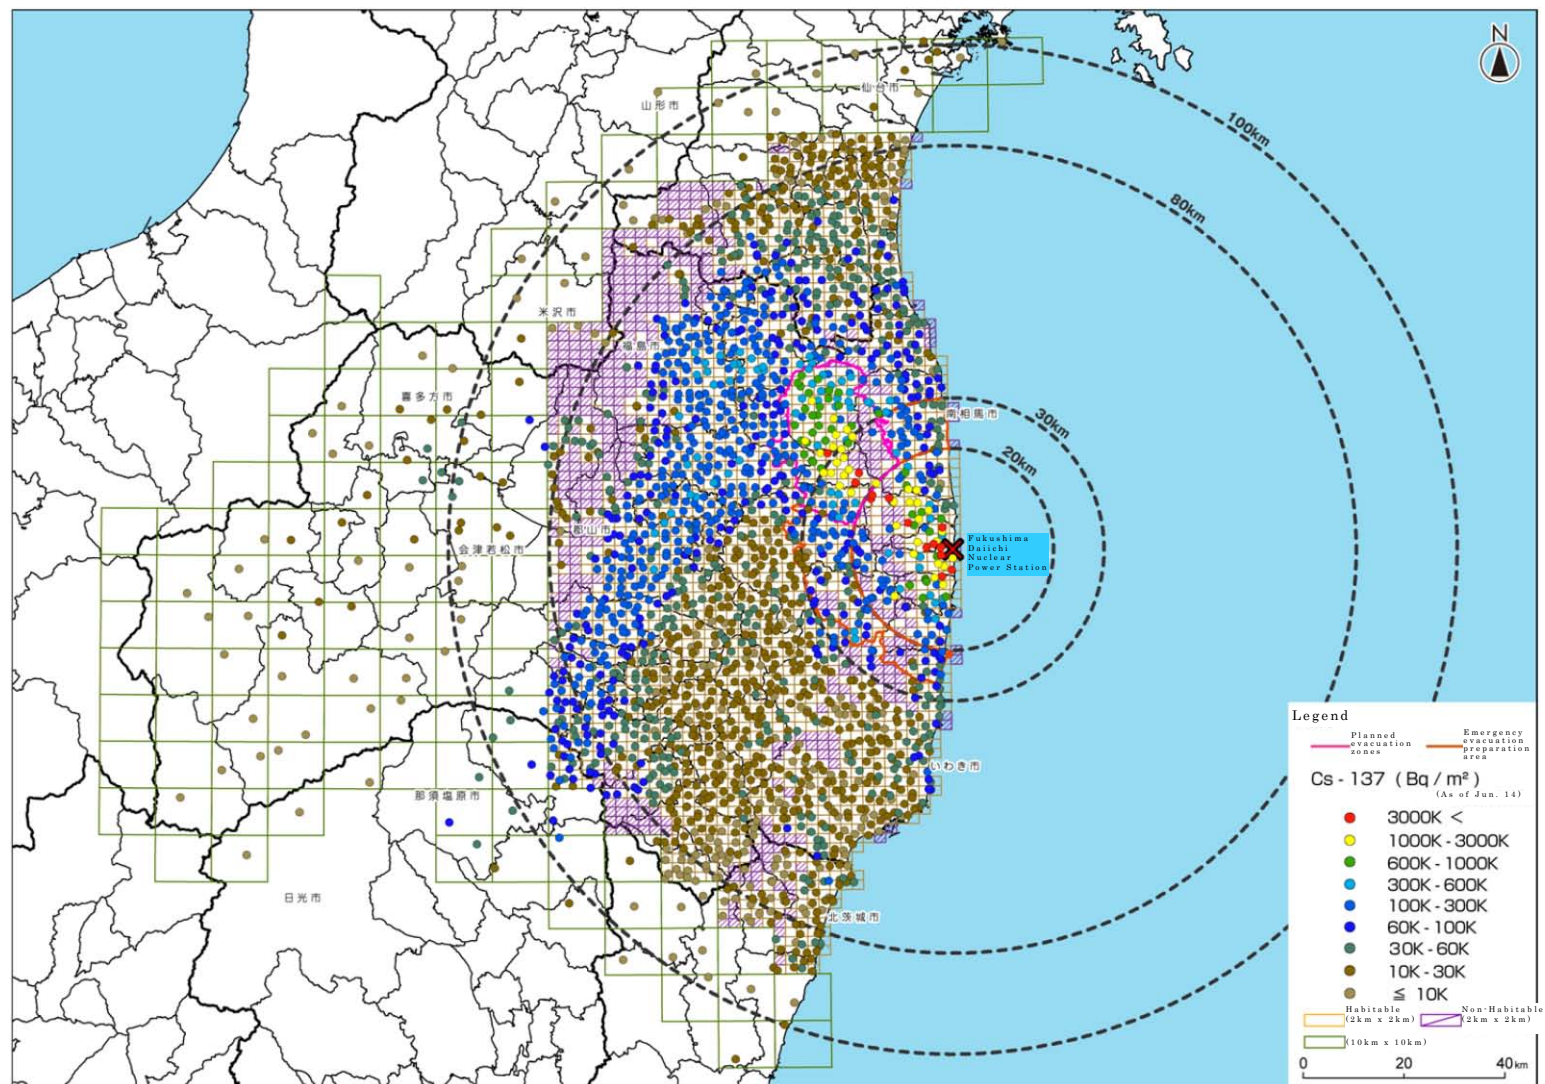 N
100km
仙台市
山形市
80km
米沢市
福島市
喜多方市
南相馬市
30km
20km
郡山市
会津若松市
Fukushima
Daiichi
Nuclear
Power Station
いわき市
那須塩原市
日光市
北茨城市
Legend
Planned
evacuation
zones
Emergency
evacuation
preparation
area
Cs - 137 ( Bq / m² )
(As of Jun. 14)
3000K <
1000K - 3000K
600K - 1000K
300K - 600K
100K - 300K
60K - 100K
30K - 60K
10K - 30K
≦ 10K
Habitable
(2km x 2km)
Non-Habitable
(2km x 2km)
(10km x 10km)
0 20 40 km